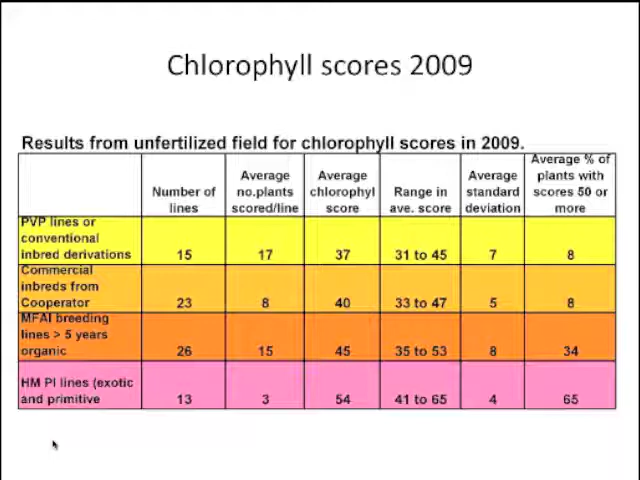 Chlorophyll scores 2009
Results from unfertilized field for chlorophyll scores in 2009.
Number of lines
Average no.plants scored/line
Average chlorophyl score
Range in ave. score
Average standard deviation
Average % of plants with scores 50 or more
PVP lines or conventional inbred derivations 15 17 37 31 to 45 7 8
Commercial inbreds from Cooperator 23 8 40 33 to 47 5 8
MFAI breeding lines > 5 years organic 26 15 45 35 to 53 8 34
HM PI lines (exotic and primitive 13 3 54 41 to 65 4 65